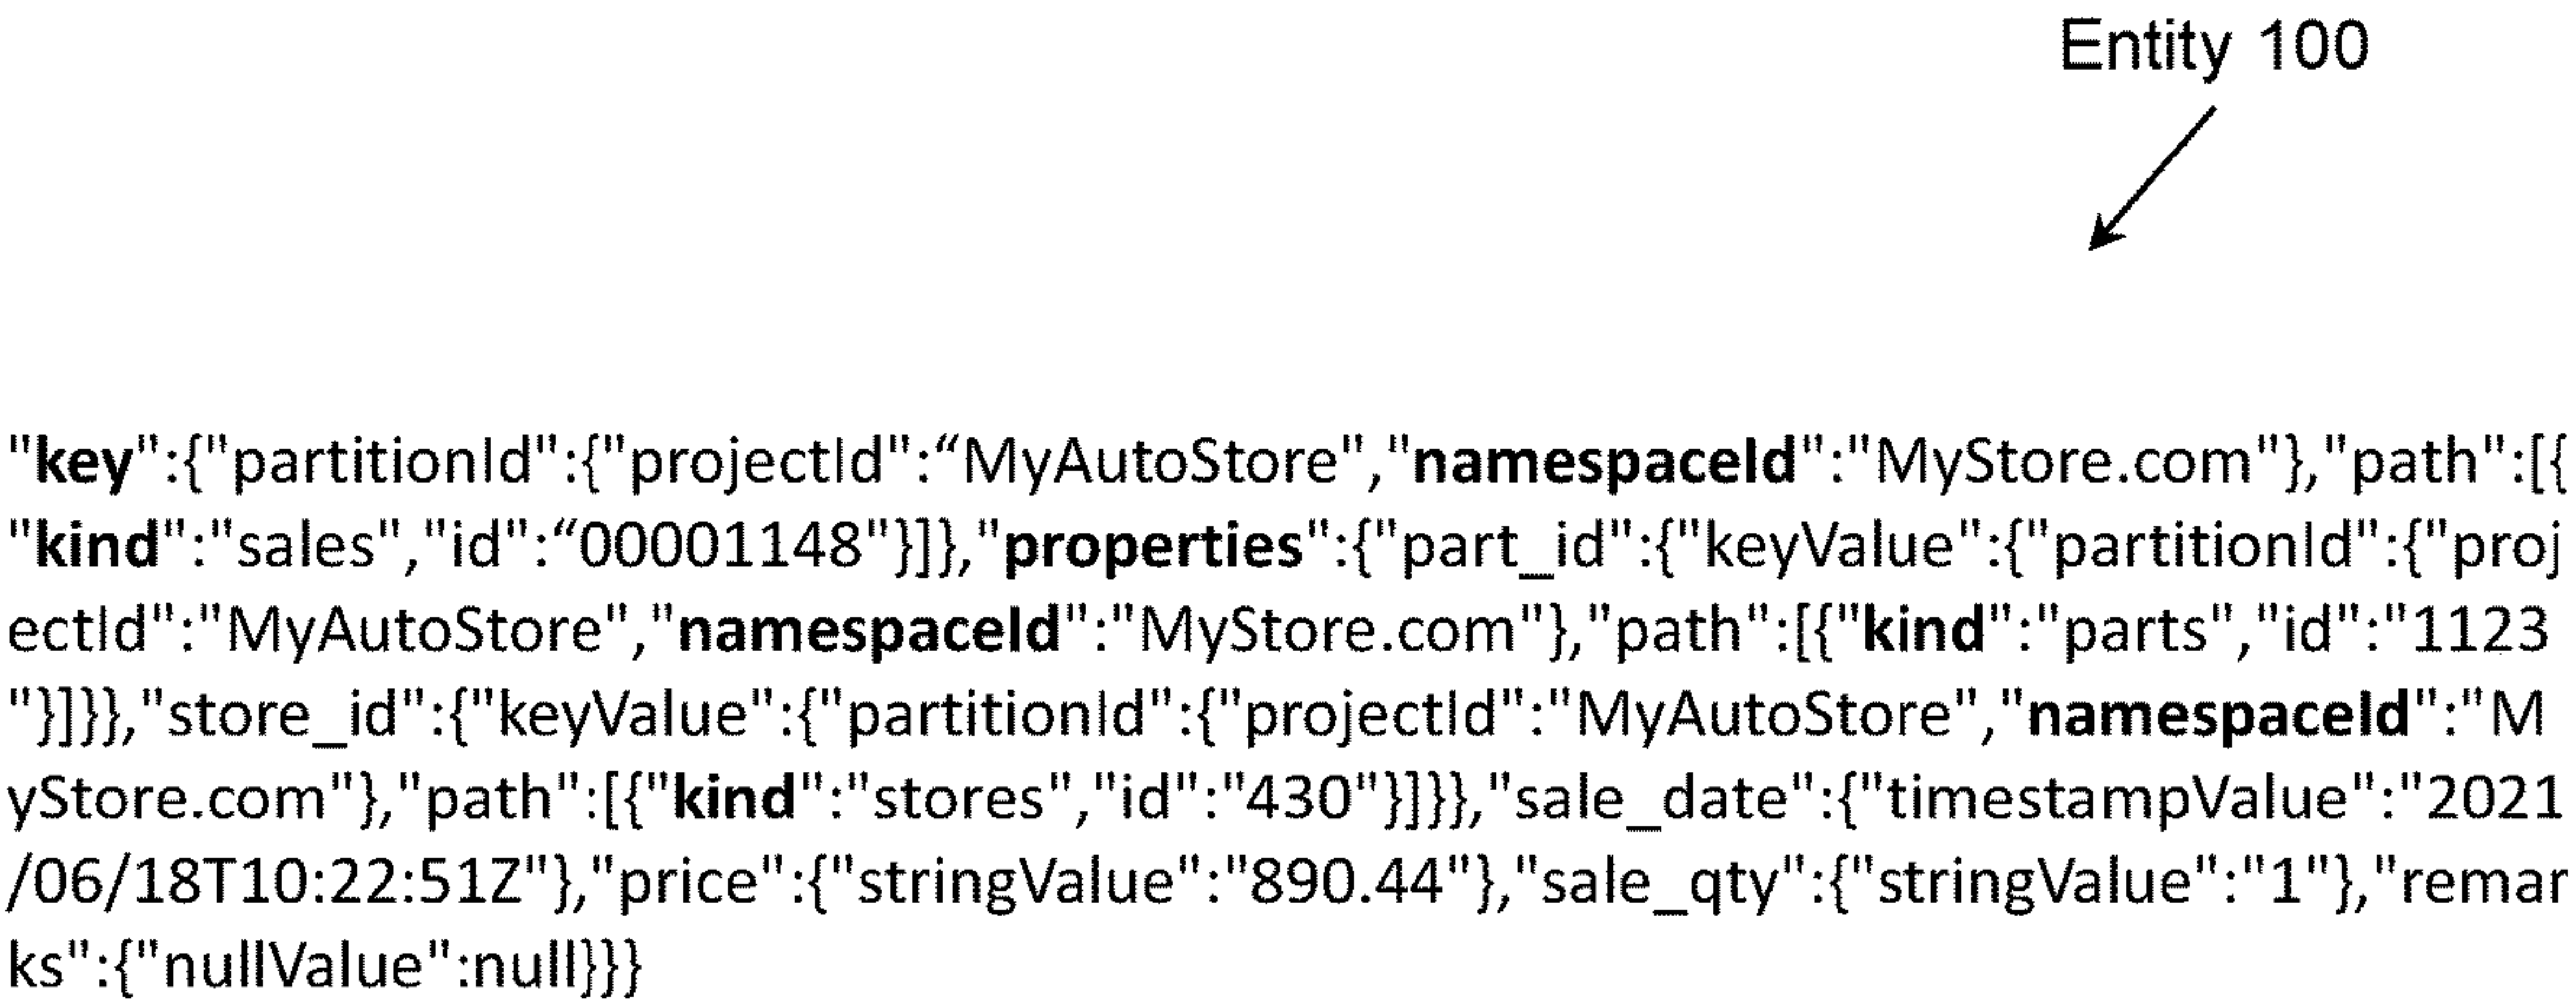 Entity 100
"key":{"partitionId":{"projectId":“MyAutoStore","namespaceId":"MyStore.com"},"path":[{
"kind":"sales","id":“00001148"}]},"properties":{"part_id":{"keyValue":{"partitionId":{"proj
ectId":"MyAutoStore","namespaceId":"MyStore.com"},"path":[{"kind":"parts","id":"1123
"}]}},"store_id":{"keyValue":{"partitionId":{"projectId":"MyAutoStore","namespaceId":"M
yStore.com"},"path":[{"kind":"stores","id":"430"}]}},"sale_date":{"timestampValue":"2021
/06/18T10:22:51Z"},"price":{"stringValue":"890.44"},"sale_qty":{"stringValue":"1"},"remar
ks":{"nullValue":null}}}